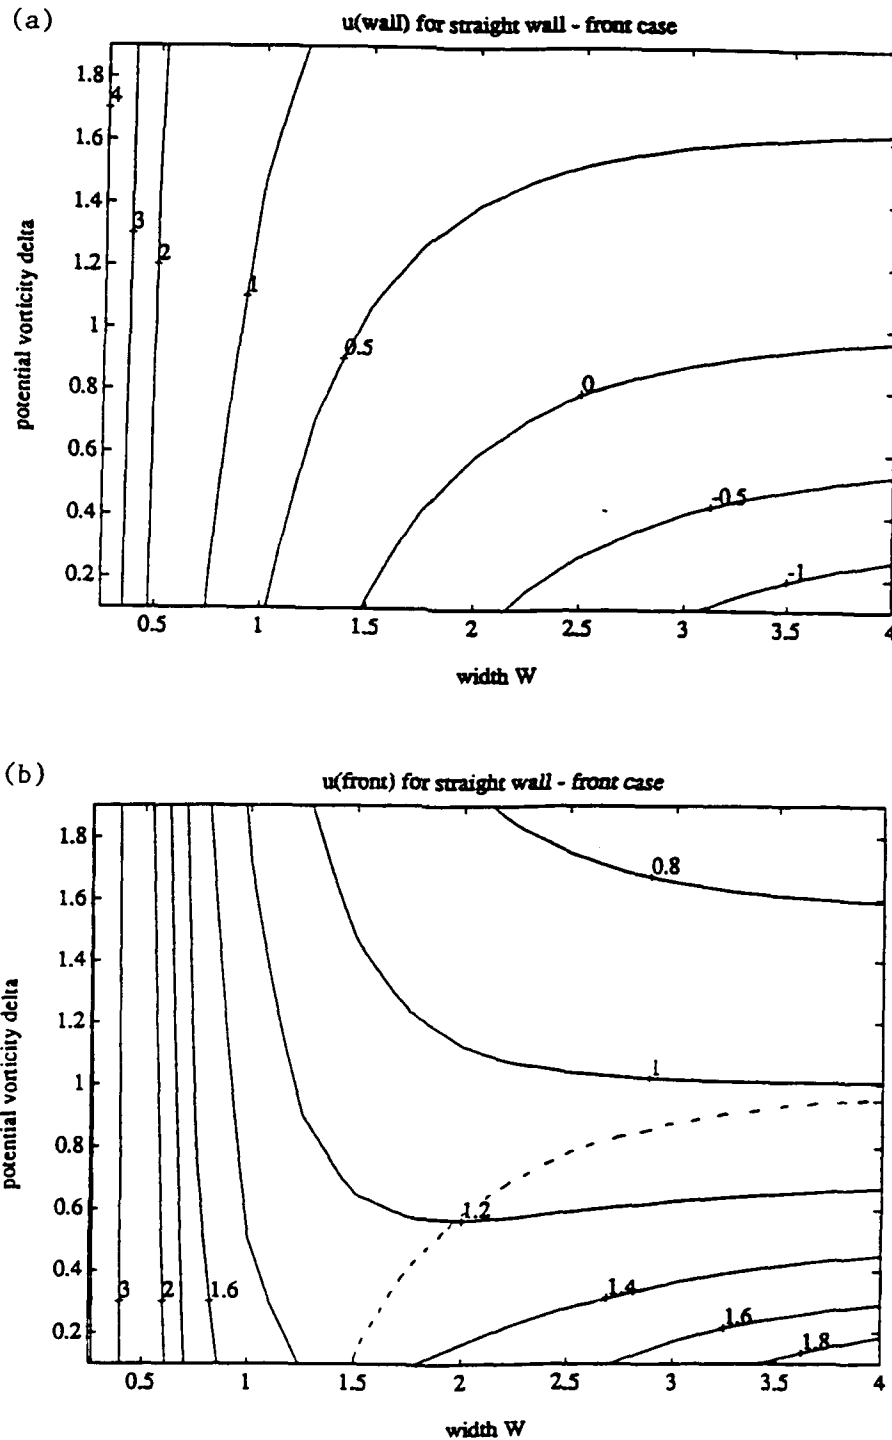 (a)
u(wall) for straight wall - front case
1.8
4
1.6
1.4
3
1.2
2
1
1
0.5
0.8
0
0.6
0.4
-0.5
0.2
-1
potential vorticity delta
0.5 1 1.5 2 2.5 3 3.5 4
width W
(b)
u(front) for straight wall - front case
1.8
0.8
1.6
1.4
1.2
1
1
0.8
0.6
1.2
0.4
3 2 1.6 1.4
1.6
0.2
1.8
potential vorticity delta
0.5 1 1.5 2 2.5 3 3.5 4
width W